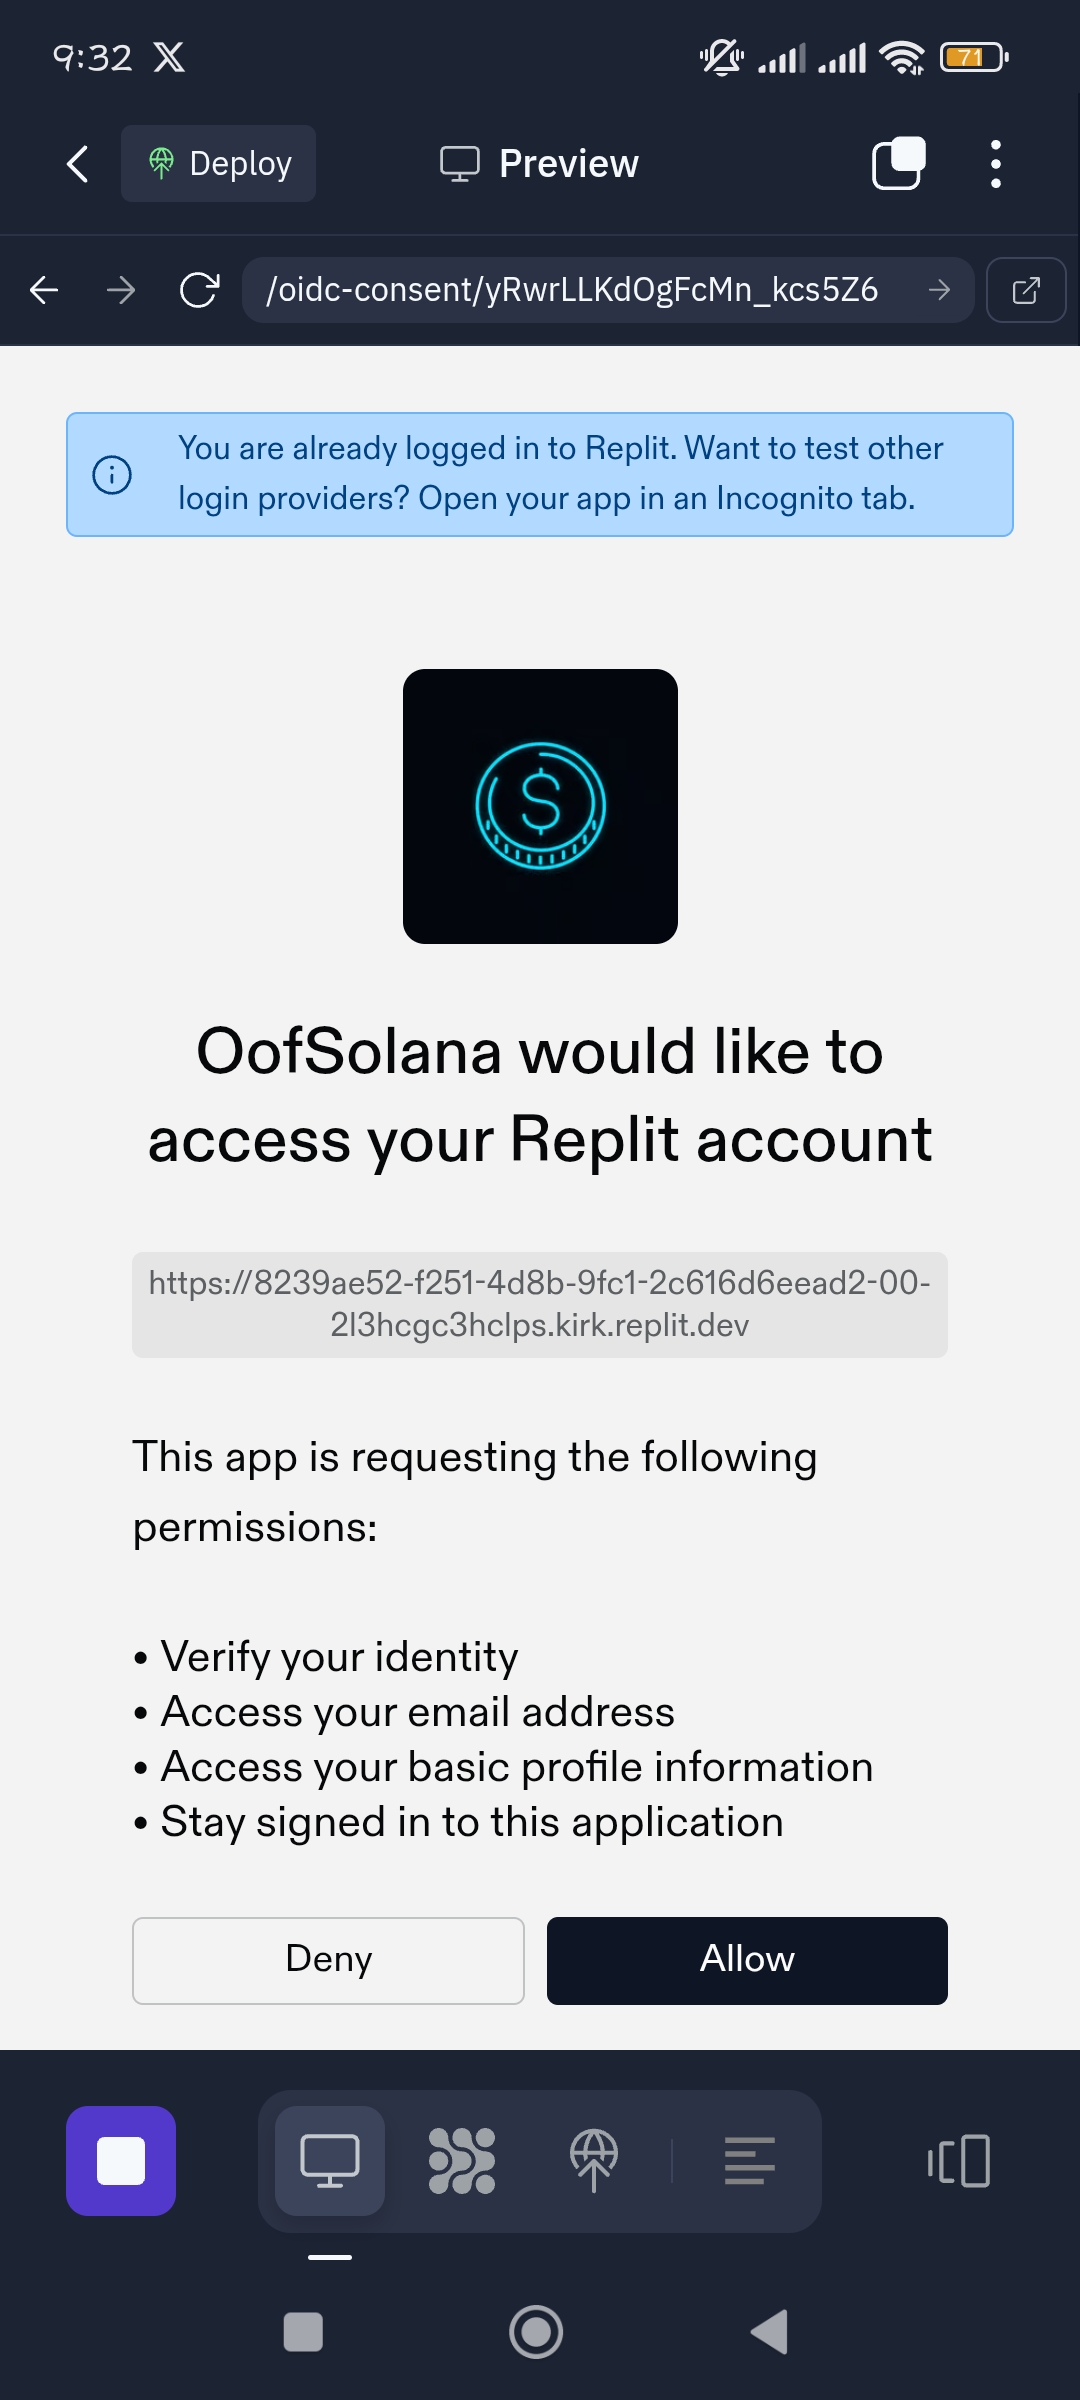 9:32
71
Deploy
Preview
/oidc-consent/yRwrLLKdOgFcMn_kcs5Z6
You are already logged in to Replit. Want to test other
login providers? Open your app in an Incognito tab.
$
OofSolana would like to
access your Replit account
https://8239ae52-f251-4d8b-9fc1-2c616d6eead2-00-
2l3hcgc3hclps.kirk.replit.dev
This app is requesting the following
permissions:
• Verify your identity
• Access your email address
• Access your basic profile information
• Stay signed in to this application
Deny
Allow